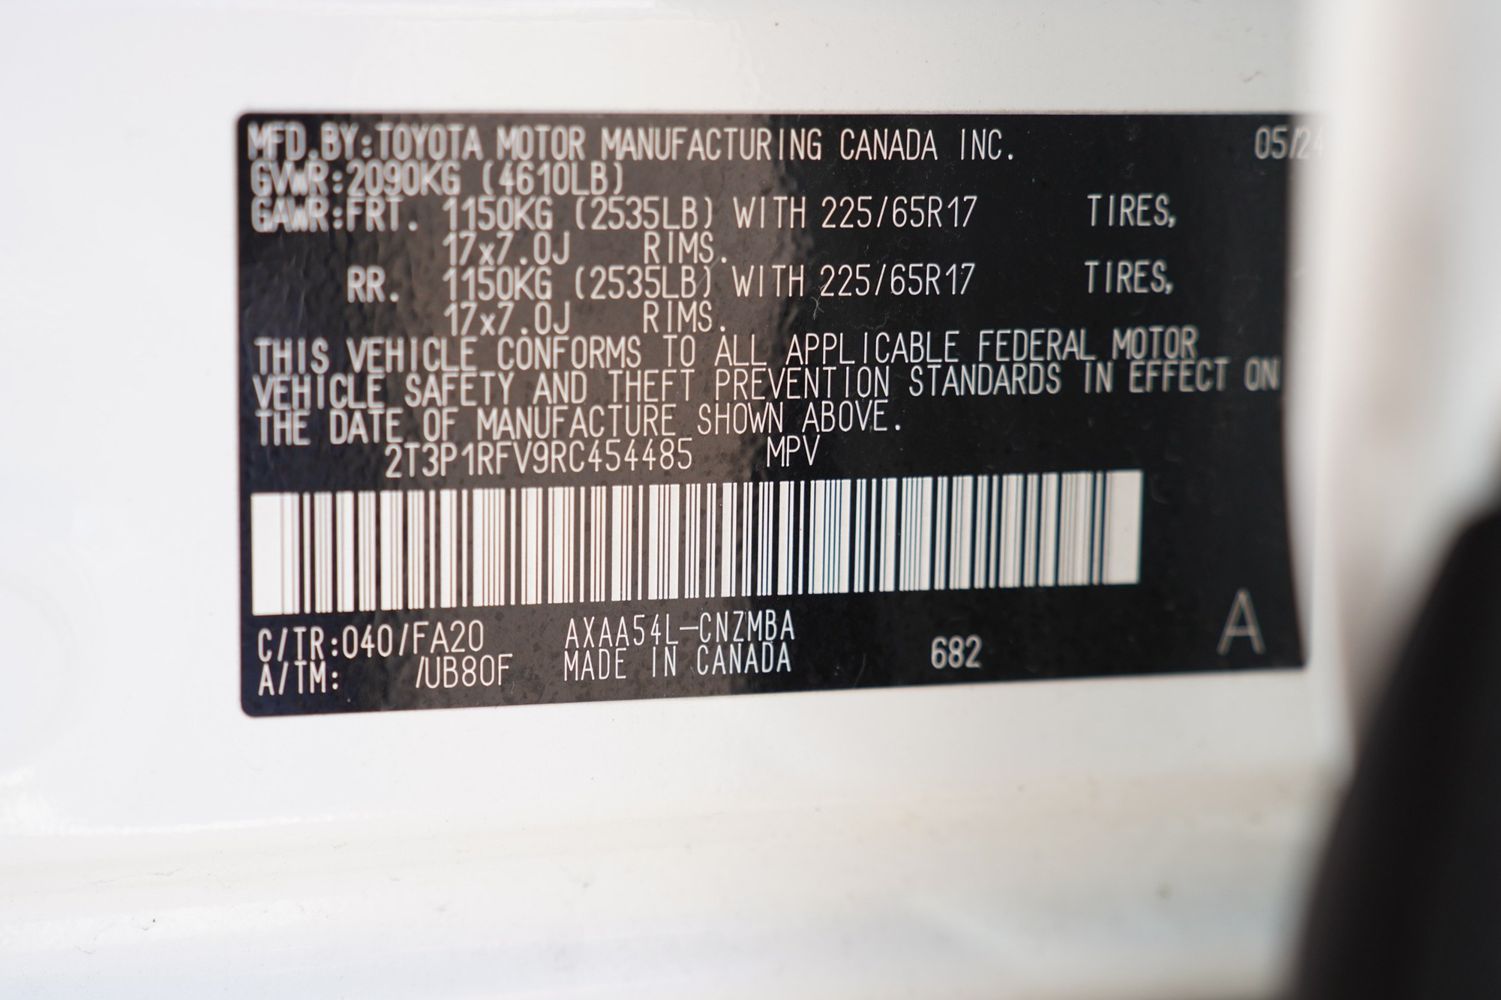 MFD.BY:TOYOTA MOTOR MANUFACTURING CANADA INC. 05/24
GVWR:2090KG (4610LB)
GAWR:FRT. 1150KG (2535LB) WITH 225/65R17 TIRES,
17x7.0J RIMS.
RR. 1150KG (2535LB) WITH 225/65R17 TIRES,
17x7.0J RIMS.
THIS VEHICLE CONFORMS TO ALL APPLICABLE FEDERAL MOTOR
VEHICLE SAFETY AND THEFT PREVENTION STANDARDS IN EFFECT ON
THE DATE OF MANUFACTURE SHOWN ABOVE.
2T3P1RFV9RC454485 MPV
C/TR:040/FA20 AXAA54L-CNZMBA
A/TM: /UB80F MADE IN CANADA 682 A